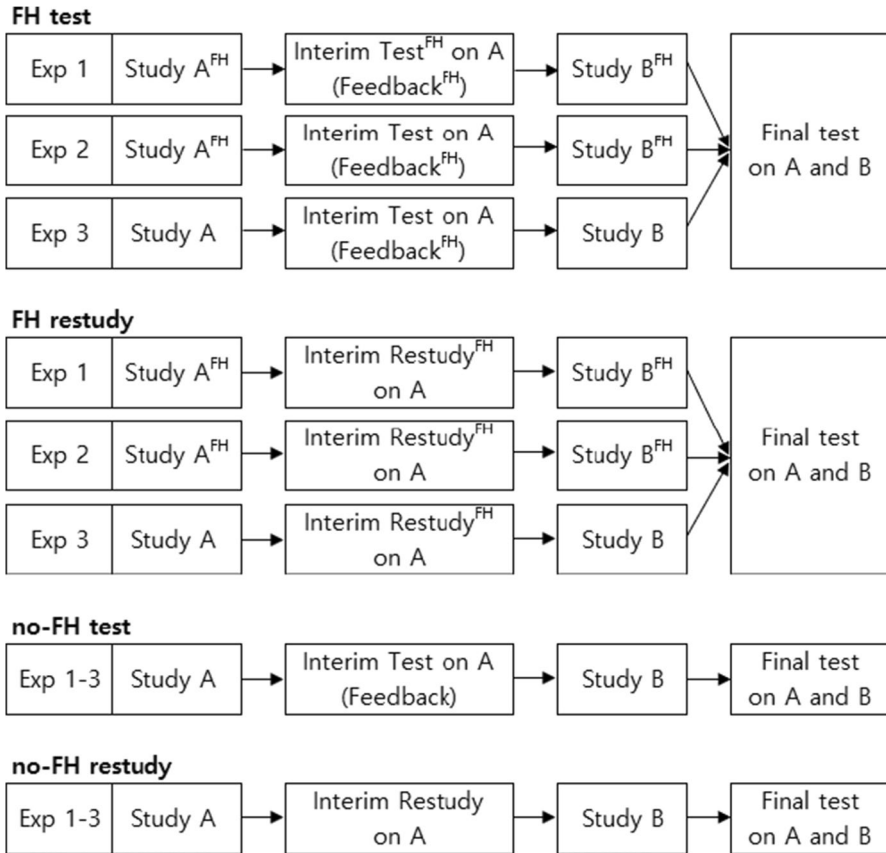 FH test
Exp 1 Study A^FH Interim Test^FH on A Study B^FH
(Feedback^FH)
Exp 2 Study A^FH Interim Test on A Study B^FH Final test
(Feedback^FH) on A and B
Exp 3 Study A Interim Test on A Study B
(Feedback^FH)
FH restudy
Exp 1 Study A^FH Interim Restudy^FH Study B^FH
on A
Exp 2 Study A^FH Interim Restudy^FH Study B^FH Final test
on A on A and B
Exp 3 Study A Interim Restudy^FH Study B
on A
no-FH test
Exp 1-3 Study A Interim Test on A Study B Final test
(Feedback) on A and B
no-FH restudy
Exp 1-3 Study A Interim Restudy Study B Final test
on A on A and B